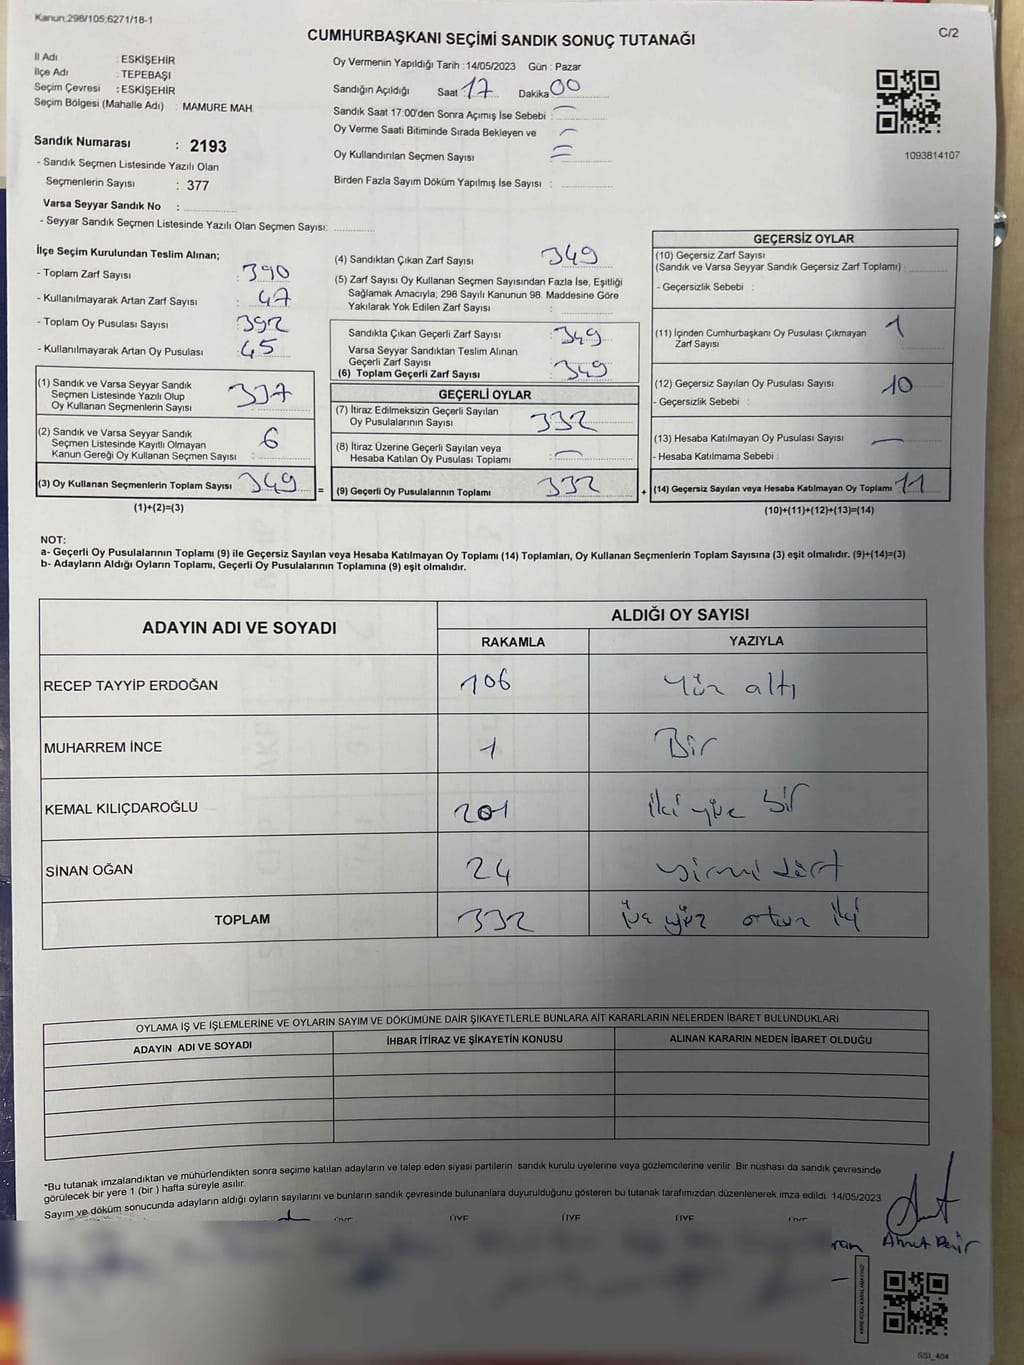 Kanun;298/105;6271/18-1
C/2
CUMHURBAŞKANI SEÇİMİ SANDIK SONUÇ TUTANAĞI
İl Adı : ESKİŞEHİR
İlçe Adı : TEPEBAŞI
Seçim Çevresi : ESKİŞEHİR
Seçim Bölgesi (Mahalle Adı) : MAMURE MAH.
Sandık Numarası : 2193
- Sandık Seçmen Listesinde Yazılı Olan
Seçmenlerin Sayısı : 377
Varsa Seyyar Sandık No :
- Seyyar Sandık Seçmen Listesinde Yazılı Olan Seçmen Sayısı:
Oy Vermenin Yapıldığı Tarih :14/05/2023 Gün : Pazar
Sandığın Açıldığı Saat 17 Dakika 00
Sandık Saat 17:00'den Sonra Açımış İse Sebebi :
Oy Verme Saati Bitiminde Sırada Bekleyen ve
Oy Kullandırılan Seçmen Sayısı :
Birden Fazla Sayım Döküm Yapılmış İse Sayısı :
1093814107
İlçe Seçim Kurulundan Teslim Alınan;
- Toplam Zarf Sayısı : 390
- Kullanılmayarak Artan Zarf Sayısı : 47
- Toplam Oy Pusulası Sayısı : 392
- Kullanılmayarak Artan Oy Pusulası : 45
(1) Sandık ve Varsa Seyyar Sandık
Seçmen Listesinde Yazılı Olup
Oy Kullanan Seçmenlerin Sayısı : 337
(2) Sandık ve Varsa Seyyar Sandık
Seçmen Listesinde Kayıtlı Olmayan
Kanun Gereği Oy Kullanan Seçmen Sayısı : 6
(3) Oy Kullanan Seçmenlerin Toplam Sayısı 349
(1)+(2)=(3)
(4) Sandıktan Çıkan Zarf Sayısı : 349
(5) Zarf Sayısı Oy Kullanan Seçmen Sayısından Fazla İse, Eşitliği
Sağlamak Amacıyla; 298 Sayılı Kanunun 98. Maddesine Göre
Yakılarak Yok Edilen Zarf Sayısı :
Sandıkta Çıkan Geçerli Zarf Sayısı : 349
Varsa Seyyar Sandıktan Teslim Alınan
Geçerli Zarf Sayısı :
(6) Toplam Geçerli Zarf Sayısı : 349
GEÇERLİ OYLAR
(7) İtiraz Edilmeksizin Geçerli Sayılan
Oy Pusulalarının Sayısı : 332
(8) İtiraz Üzerine Geçerli Sayılan veya
Hesaba Katılan Oy Pusulası Toplamı :
= (9) Geçerli Oy Pusulalarının Toplamı 332
GEÇERSİZ OYLAR
(10) Geçersiz Zarf Sayısı
(Sandık ve Varsa Seyyar Sandık Geçersiz Zarf Toplamı) :
- Geçersizlik Sebebi :
(11) İçinden Cumhurbaşkanı Oy Pusulası Çıkmayan
Zarf Sayısı : 1
(12) Geçersiz Sayılan Oy Pusulası Sayısı : 10
- Geçersizlik Sebebi :
(13) Hesaba Katılmayan Oy Pusulası Sayısı :
- Hesaba Katılmama Sebebi :
+ (14) Geçersiz Sayılan veya Hesaba Katılmayan Oy Toplamı 11
(10)+(11)+(12)+(13)=(14)
NOT:
a- Geçerli Oy Pusulalarının Toplamı (9) ile Geçersiz Sayılan veya Hesaba Katılmayan Oy Toplamı (14) Toplamları, Oy Kullanan Seçmenlerin Toplam Sayısına (3) eşit olmalıdır. (9)+(14)=(3)
b- Adayların Aldığı Oyların Toplamı, Geçerli Oy Pusulalarının Toplamına (9) eşit olmalıdır.
ADAYIN ADI VE SOYADI
ALDIĞI OY SAYISI
RAKAMLA YAZIYLA
RECEP TAYYİP ERDOĞAN 106 Yüz altı
MUHARREM İNCE 1 Bir
KEMAL KILIÇDAROĞLU 201 iki yüz bir
SİNAN OĞAN 24 yirmi dört
TOPLAM 332 üç yüz otuz iki
OYLAMA İŞ VE İŞLEMLERİNE VE OYLARIN SAYIM VE DÖKÜMÜNE DAİR ŞİKAYETLERLE BUNLARA AİT KARARLARIN NELERDEN İBARET BULUNDUKLARI
ADAYIN ADI VE SOYADI İHBAR İTİRAZ VE ŞİKAYETİN KONUSU ALINAN KARARIN NEDEN İBARET OLDUĞU
*Bu tutanak imzalandıktan ve mühürlendikten sonra seçime katılan adayların ve talep eden siyasi partilerin sandık kurulu üyelerine veya gözlemcilerine verilir. Bir nüshası da sandık çevresinde
görülecek bir yere 1 (bir ) hafta süreyle asılır.
Sayım ve döküm sonucunda adayların aldığı oyların sayılarını ve bunların sandık çevresinde bulunanlara duyurulduğunu gösteren bu tutanak tarafımızdan düzenlenerek imza edildi. 14/05/2023
ÜYE ÜYE ÜYE ÜYE ÜYE